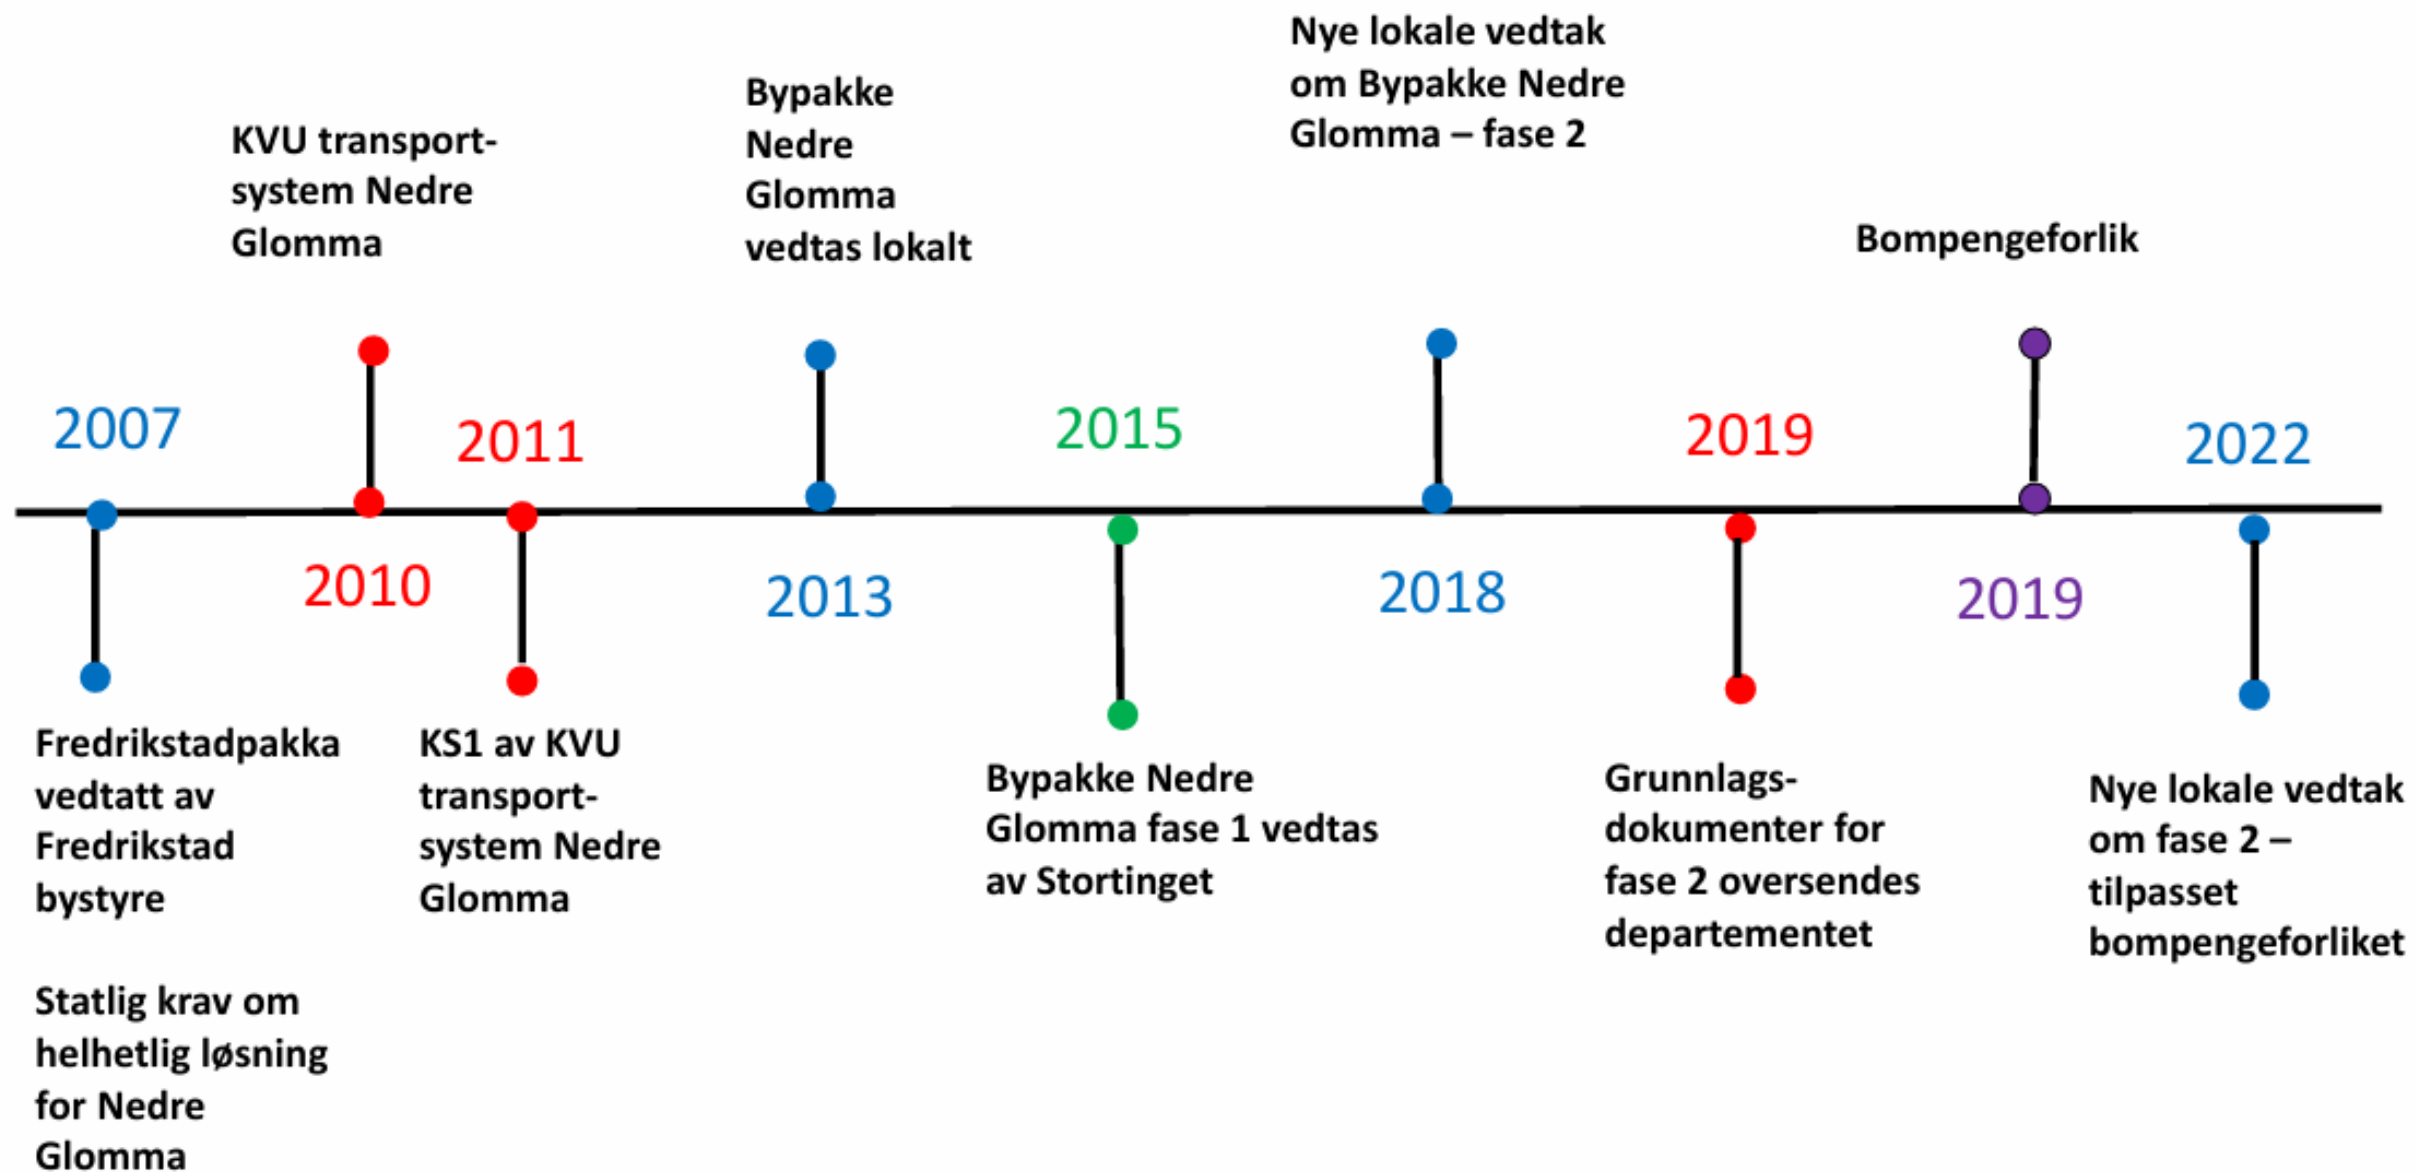 Nye lokale vedtak
om Bypakke Nedre
Glomma – fase 2
Bypakke
Nedre
Glomma
vedtas lokalt
KVU transport-
system Nedre
Glomma
Bompengeforlik
2007
2011
2015
2019
2022
2010
2013
2018
2019
Fredrikstadpakka
vedtatt av
Fredrikstad
bystyre
Statlig krav om
helhetlig løsning
for Nedre
Glomma
KS1 av KVU
transport-
system Nedre
Glomma
Bypakke Nedre
Glomma fase 1 vedtas
av Stortinget
Grunnlags-
dokumenter for
fase 2 oversendes
departementet
Nye lokale vedtak
om fase 2 –
tilpasset
bompengeforliket